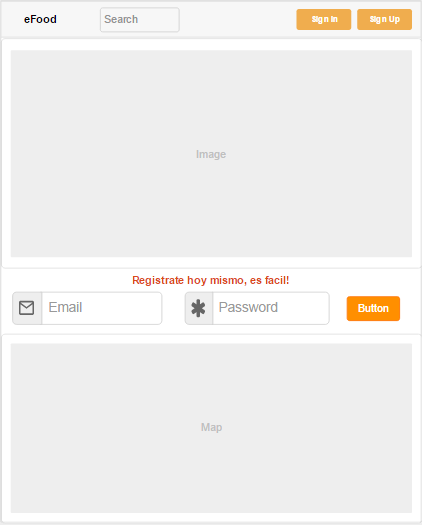 eFood Search Sign In Sign Up
Image
Registrate hoy mismo, es facil!
Email Password Button
Map